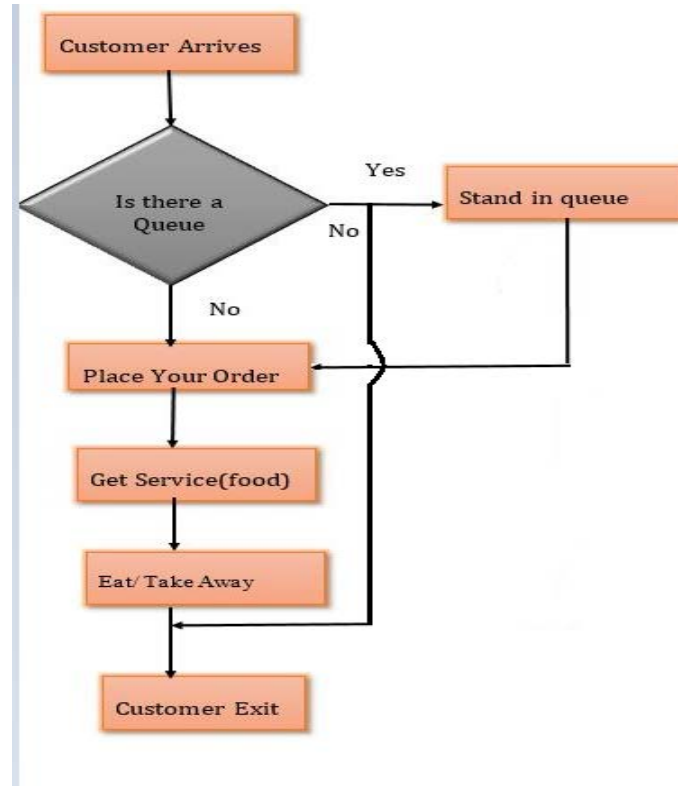 Customer Arrives
Is there a
Queue
Yes
Stand in queue
No
No
Place Your Order
Get Service(food)
Eat/Take Away
Customer Exit